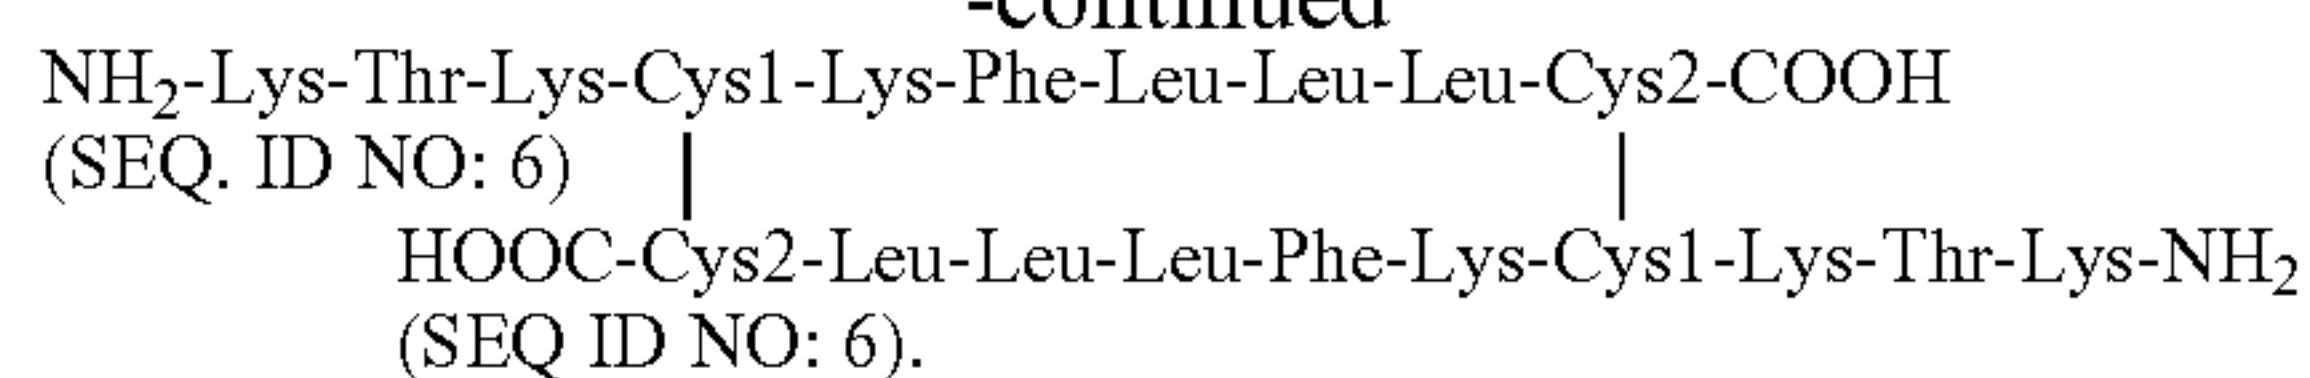 -continued
NH₂-Lys-Thr-Lys-Cys1-Lys-Phe-Leu-Leu-Leu-Cys2-COOH
(SEQ. ID NO: 6)
HOOC-Cys2-Leu-Leu-Leu-Phe-Lys-Cys1-Lys-Thr-Lys-NH₂
(SEQ ID NO: 6).